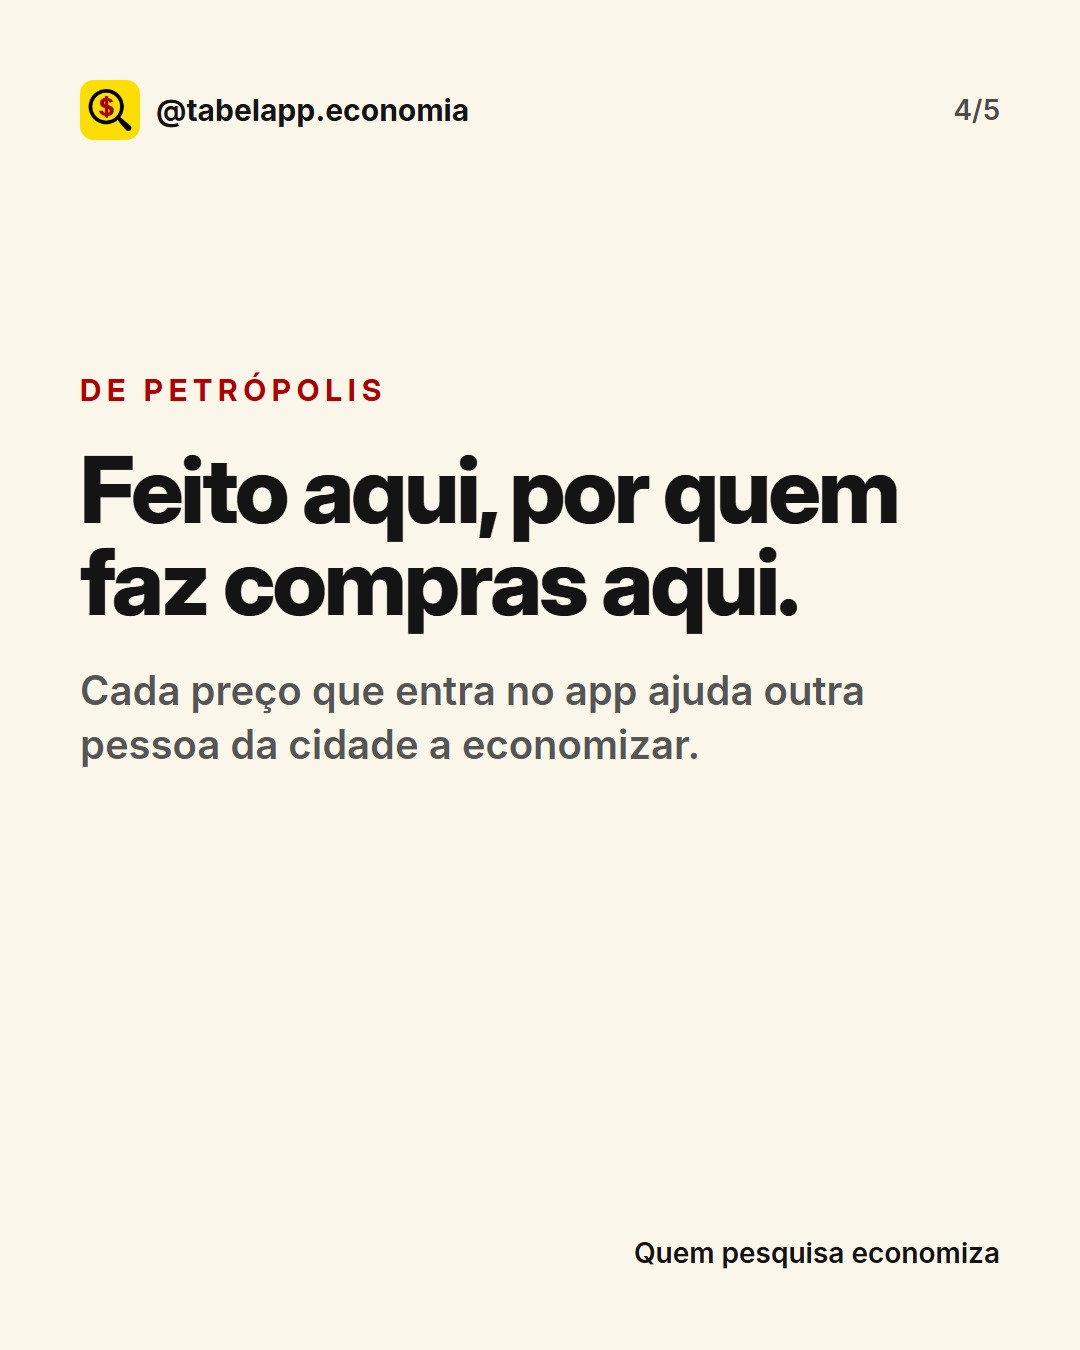 $
@tabelapp.economia
4/5
DE PETRÓPOLIS
Feito aqui, por quem
faz compras aqui.
Cada preço que entra no app ajuda outra
pessoa da cidade a economizar.
Quem pesquisa economiza